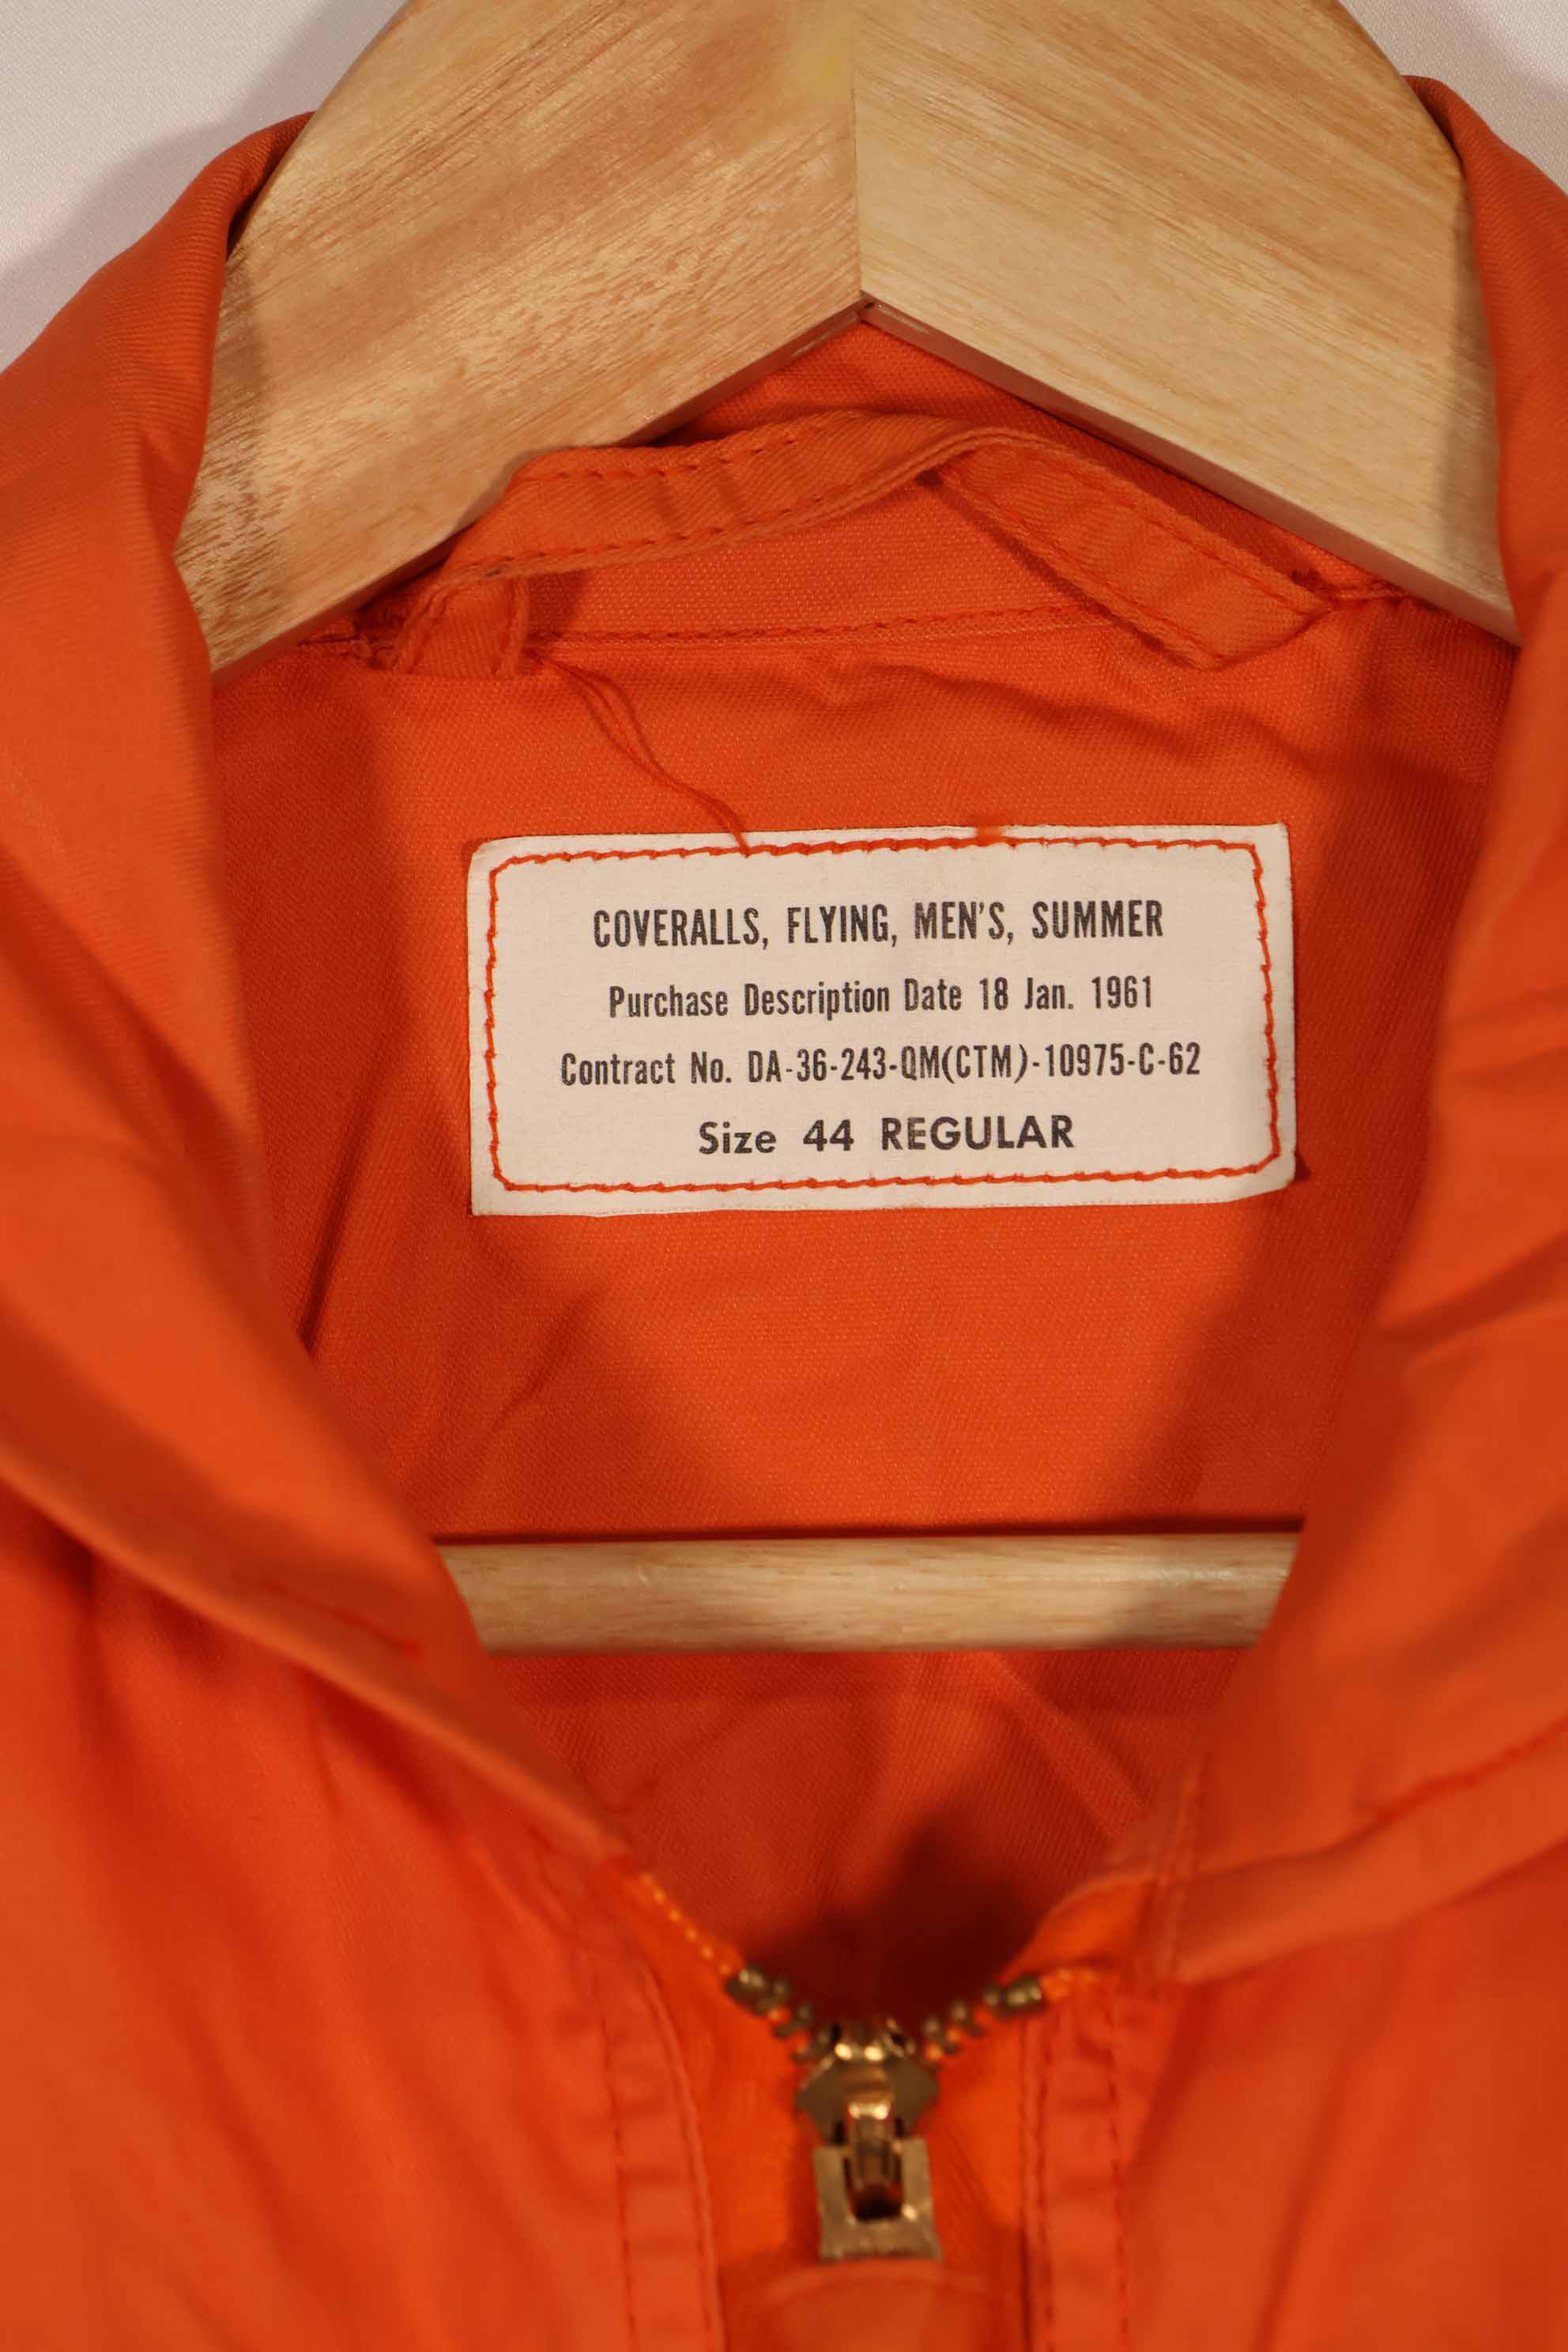 COVERALLS, FLYING, MEN'S, SUMMER
Purchase Description Date 18 Jan. 1961
Contract No. DA-36-243-QM(CTM)-10975-C-62
Size 44 REGULAR